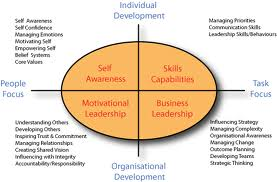 Individual
Development
Self Awareness
Self Confidence
Managing Emotions
Motivating Self
Empowering Self
Belief Systems
Core Values
Managing Priorities
Communication Skills
Leadership Skills/Behaviours
Self
Awareness
Skills
Capabilities
People
Focus
Task
Focus
Motivational
Leadership
Business
Leadership
Understanding Others
Developing Others
Inspiring Trust & Commitment
Managing Relationships
Creating Shared Vision
Influencing with Integrity
Accountability/Responsibility
Influencing Strategy
Managing Complexity
Organisational Awareness
Managing Change
Outcome Planning
Developing Teams
Strategic Thinking
Organisational
Development